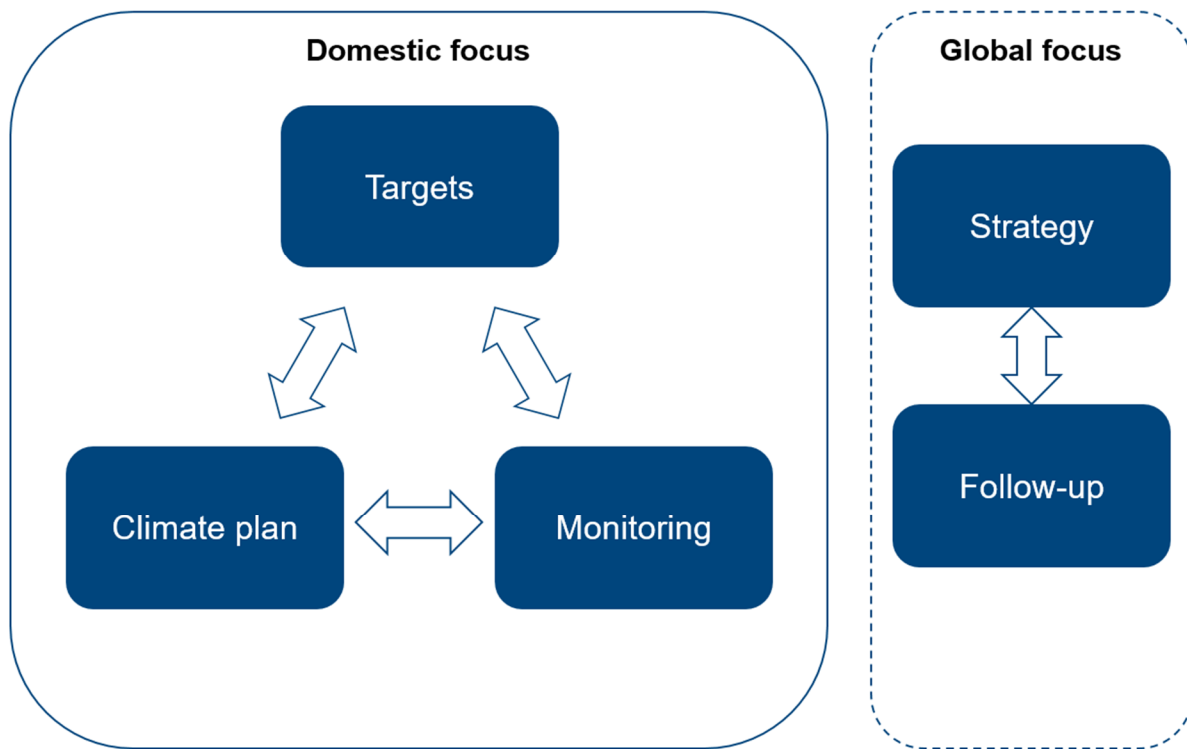 Domestic focus
Targets
Climate plan
Monitoring
Global focus
Strategy
Follow-up